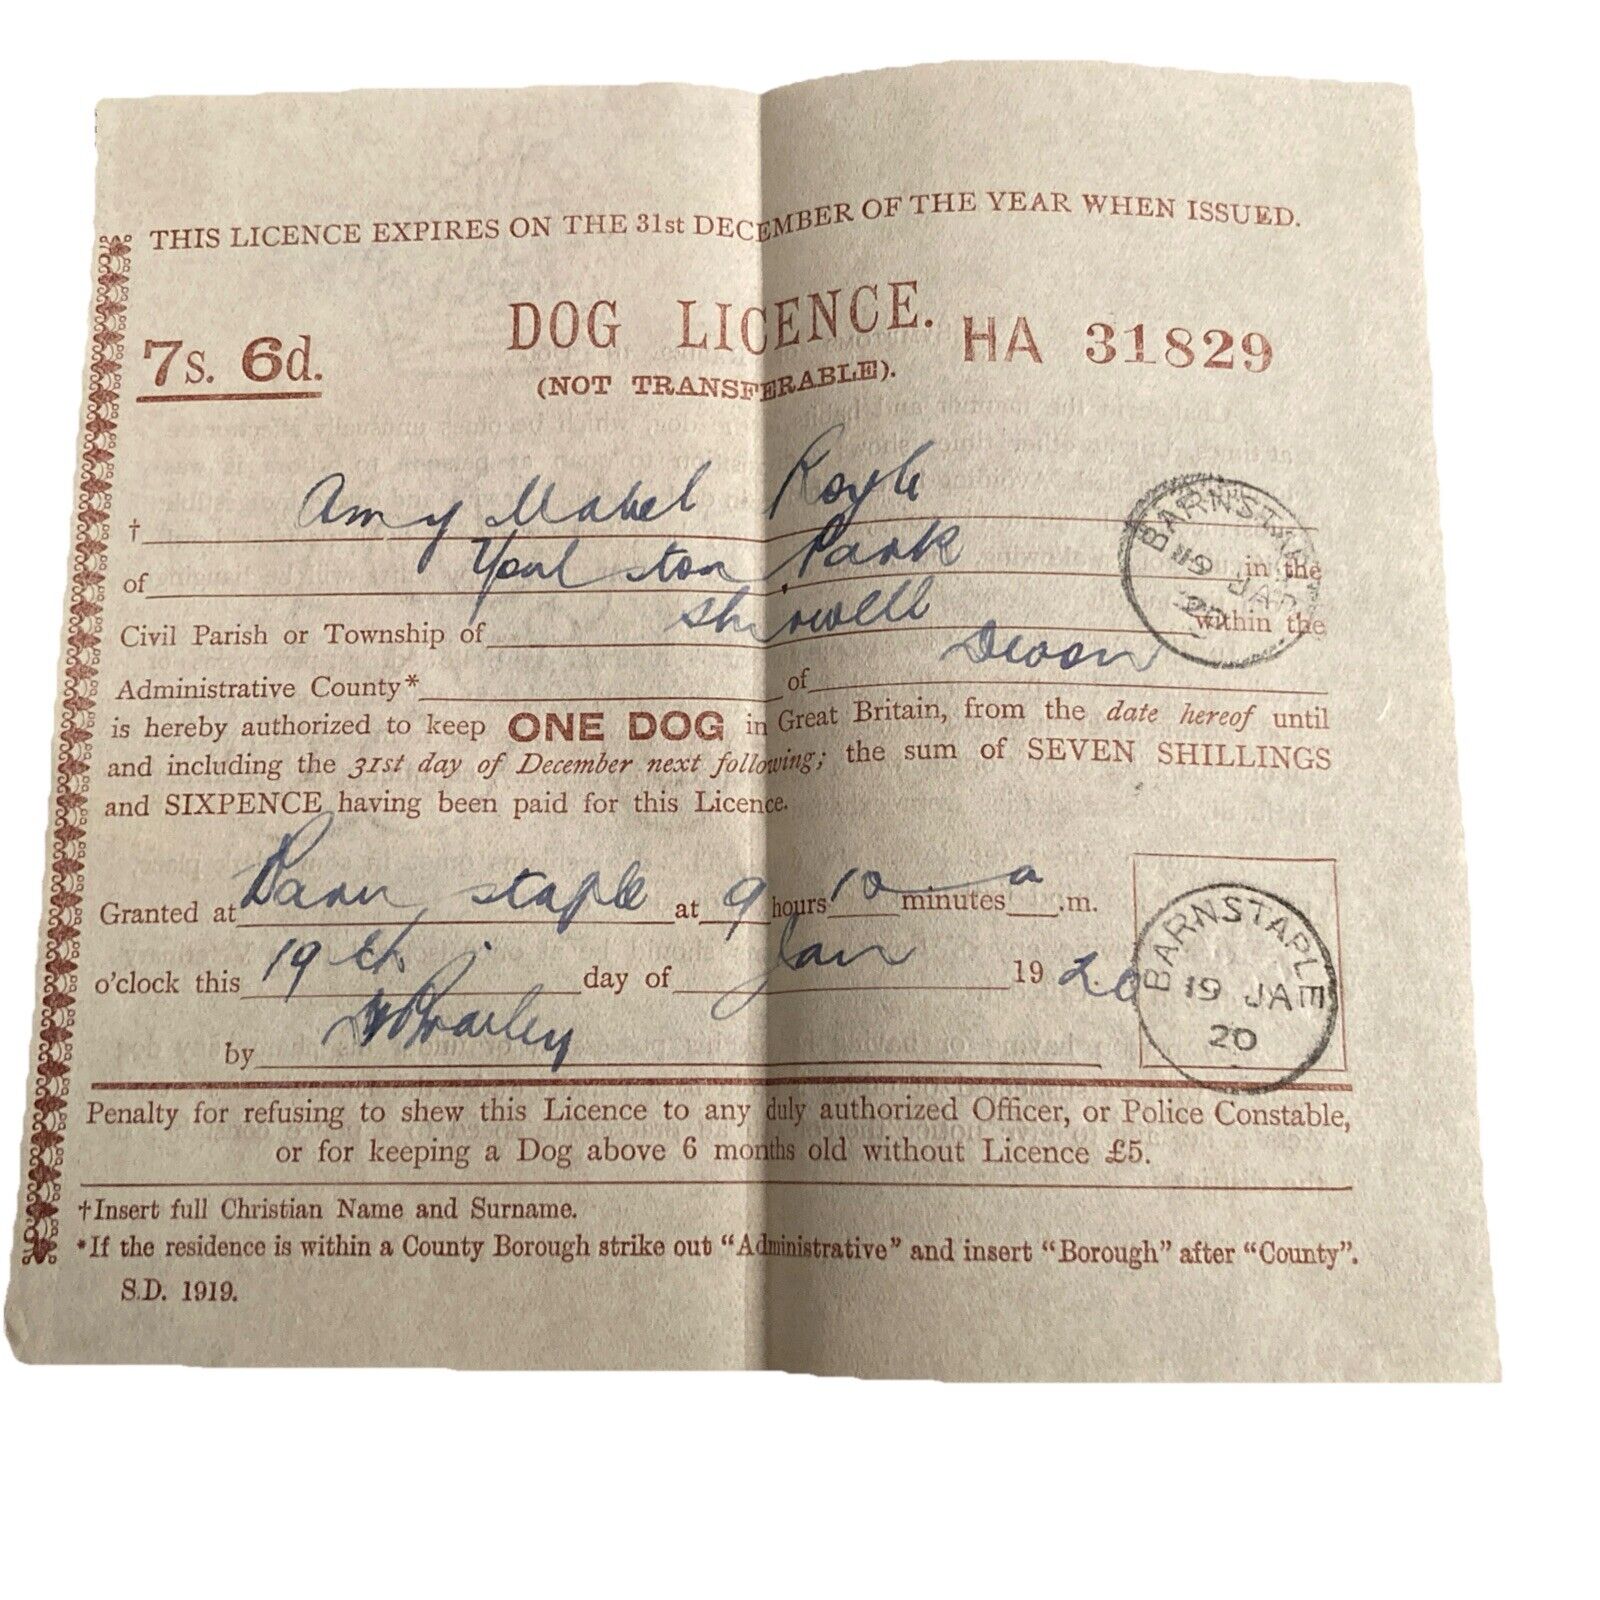 THIS LICENCE EXPIRES ON THE 31st DECEMBER OF THE YEAR WHEN ISSUED.
DOG LICENCE.
7s. 6d.
HA 31829
(NOT TRANSFERABLE).
† Amy Mabel Royle
of Youlston Park in the
Civil Parish or Township of Shirwell within the
Administrative County* of Devon
is hereby authorized to keep ONE DOG in Great Britain, from the date hereof until
and including the 31st day of December next following; the sum of SEVEN SHILLINGS
and SIXPENCE having been paid for this Licence.
BARNSTAPLE
19 JA
20
Granted at Barnstaple at 9 hours 10 minutes a .m.
o'clock this 19th day of Jan 1920
by
BARNSTAPLE
19 JA
20
Penalty for refusing to shew this Licence to any duly authorized Officer, or Police Constable,
or for keeping a Dog above 6 months old without Licence £5.
†Insert full Christian Name and Surname.
*If the residence is within a County Borough strike out "Administrative" and insert "Borough" after "County".
S.D. 1919.